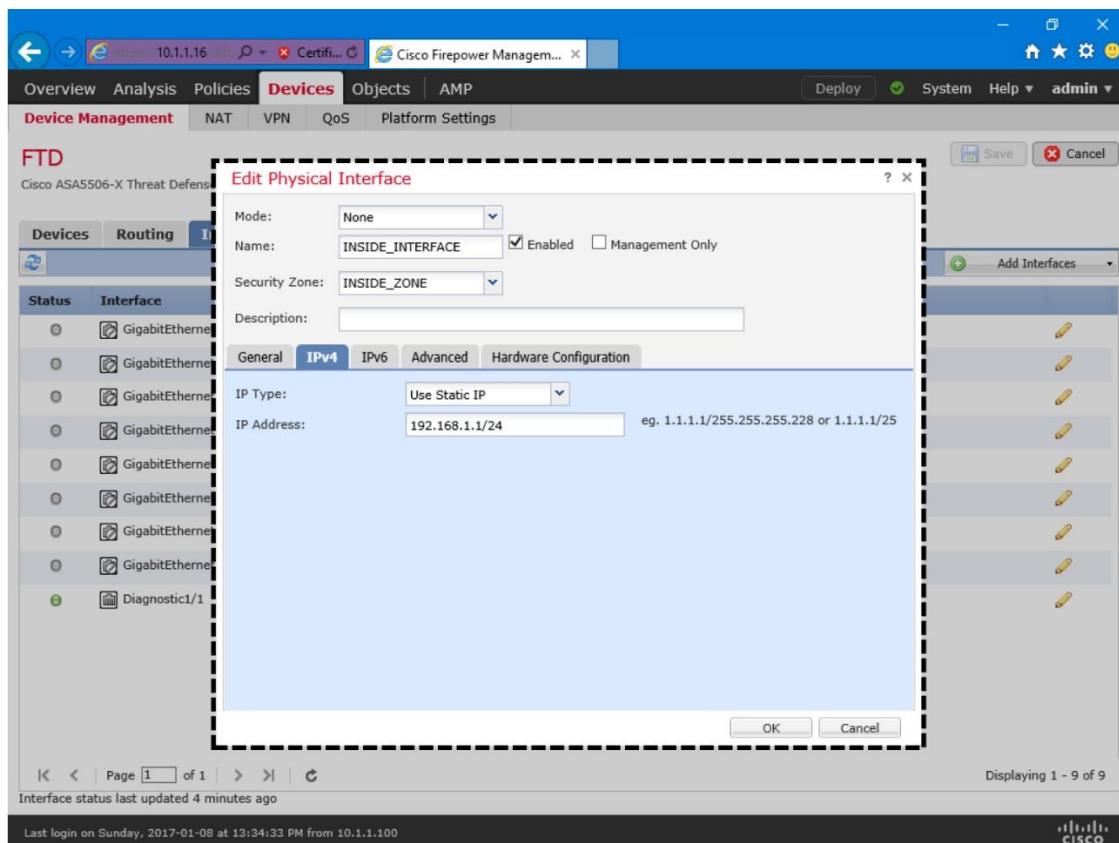 10.1.1.16
Certifi...
Cisco Firepower Managem...
Overview Analysis Policies Devices Objects AMP Deploy System Help admin
Device Management NAT VPN QoS Platform Settings
FTD
Save Cancel
Cisco ASA5506-X Threat Defens
Edit Physical Interface ?
Mode: None
Devices Routing
Name: INSIDE_INTERFACE Enabled Management Only
Add Interfaces
Security Zone: INSIDE_ZONE
Status Interface
Description:
GigabitEtherne
General IPv4 IPv6 Advanced Hardware Configuration
GigabitEtherne
IP Type: Use Static IP
GigabitEtherne
IP Address: 192.168.1.1/24 eg. 1.1.1.1/255.255.255.228 or 1.1.1.1/25
GigabitEtherne
GigabitEtherne
GigabitEtherne
GigabitEtherne
GigabitEtherne
Diagnostic1/1
OK Cancel
Page 1 of 1 Displaying 1 - 9 of 9
Interface status last updated 4 minutes ago
Last login on Sunday, 2017-01-08 at 13:34:33 PM from 10.1.1.100
CISCO